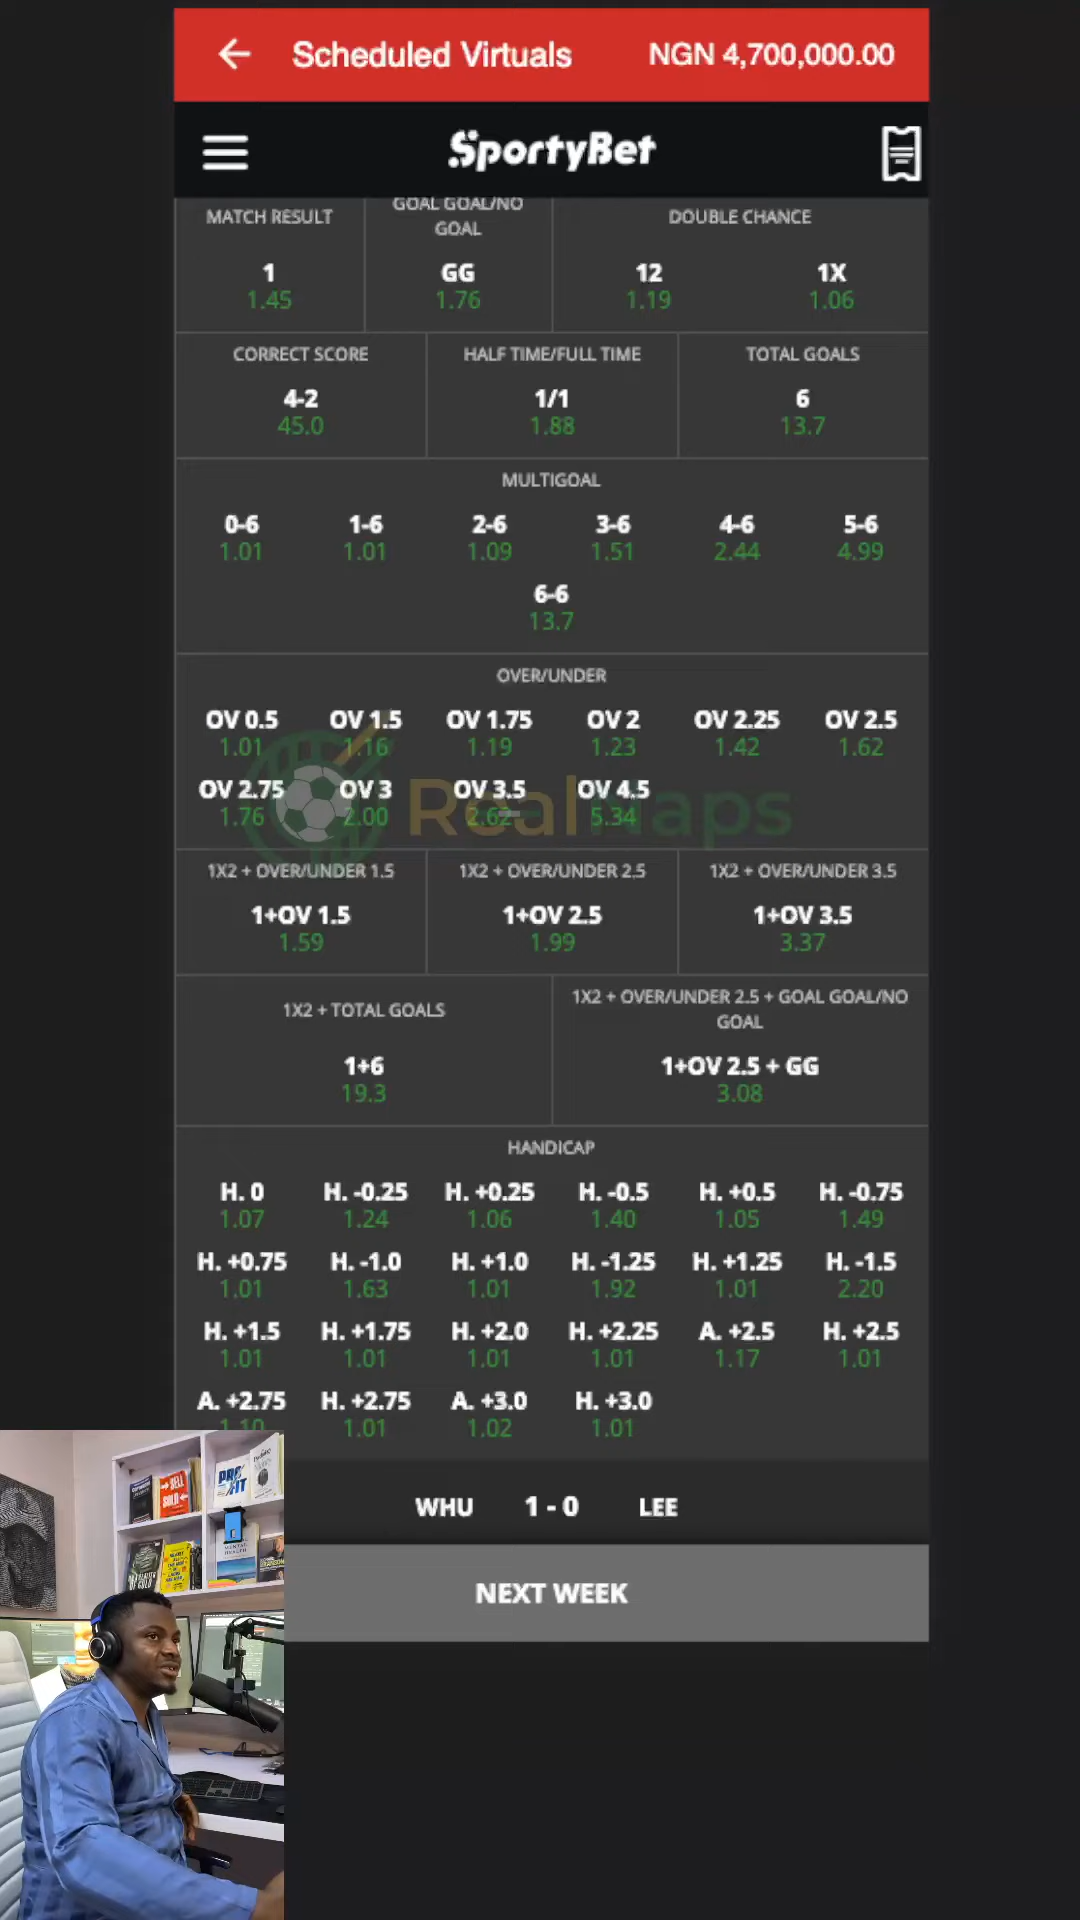 Scheduled Virtuals NGN 4,700,000.00
SportyBet
MATCH RESULT
GOAL GOAL/NO
GOAL
DOUBLE CHANCE
1 GG 12 1X
1.45 1.76 1.19 1.06
CORRECT SCORE HALF TIME/FULL TIME TOTAL GOALS
4-2 1/1 6
45.0 1.88 13.7
MULTIGOAL
0-6 1-6 2-6 3-6 4-6 5-6
1.01 1.01 1.09 1.51 2.44 4.99
6-6
13.7
OVER/UNDER
OV 0.5 OV 1.5 OV 1.75 OV 2 OV 2.25 OV 2.5
1.01 1.16 1.19 1.23 1.42 1.62
OV 2.75 OV 3 OV 3.5 OV 4.5
1.76 2.00 2.62 5.34
RealNaps
1X2 + OVER/UNDER 1.5 1X2 + OVER/UNDER 2.5 1X2 + OVER/UNDER 3.5
1+OV 1.5 1+OV 2.5 1+OV 3.5
1.59 1.99 3.37
1X2 + TOTAL GOALS
1X2 + OVER/UNDER 2.5 + GOAL GOAL/NO
GOAL
1+6 1+OV 2.5 + GG
19.3 3.08
HANDICAP
H. 0 H. -0.25 H. +0.25 H. -0.5 H. +0.5 H. -0.75
1.07 1.24 1.06 1.40 1.05 1.49
H. +0.75 H. -1.0 H. +1.0 H. -1.25 H. +1.25 H. -1.5
1.01 1.63 1.01 1.92 1.01 2.20
H. +1.5 H. +1.75 H. +2.0 H. +2.25 A. +2.5 H. +2.5
1.01 1.01 1.01 1.01 1.17 1.01
A. +2.75 H. +2.75 A. +3.0 H. +3.0
1.10 1.01 1.02 1.01
WHU 1 - 0 LEE
NEXT WEEK
SELL
PROFIT
MENTAL